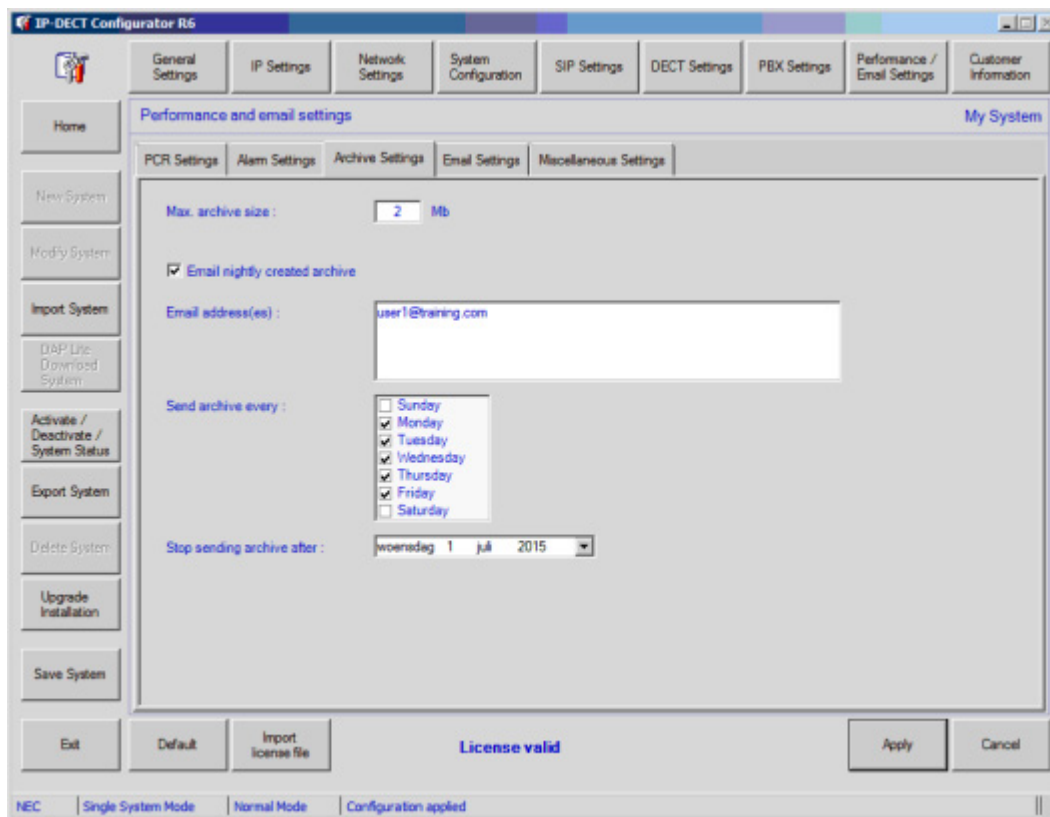 IP-DECT Configurator R6
General Settings
IP Settings
Network Settings
System Configuration
SIP Settings
DECT Settings
PBX Settings
Performance / Email Settings
Customer Information
Home
New System
Modify System
Import System
DAP Lite Download System
Activate / Deactivate / System Status
Export System
Delete System
Upgrade Installation
Save System
Exit
Performance and email settings
My System
PCR Settings
Alarm Settings
Archive Settings
Email Settings
Miscellaneous Settings
Max. archive size :
2 Mb
Email nightly created archive
Email address(es) :
user1@training.com
Send archive every :
Sunday
Monday
Tuesday
Wednesday
Thursday
Friday
Saturday
Stop sending archive after :
woensdag 1 juli 2015
Default
Import license file
License valid
Apply
Cancel
NEC
Single System Mode
Normal Mode
Configuration applied